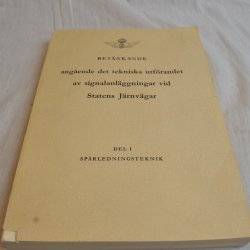 BETÄNKANDE
angående det tekniska utförandet
av signalanläggningar vid
Statens Järnvägar
DEL I
SPÅRLEDNINGSTEKNIK